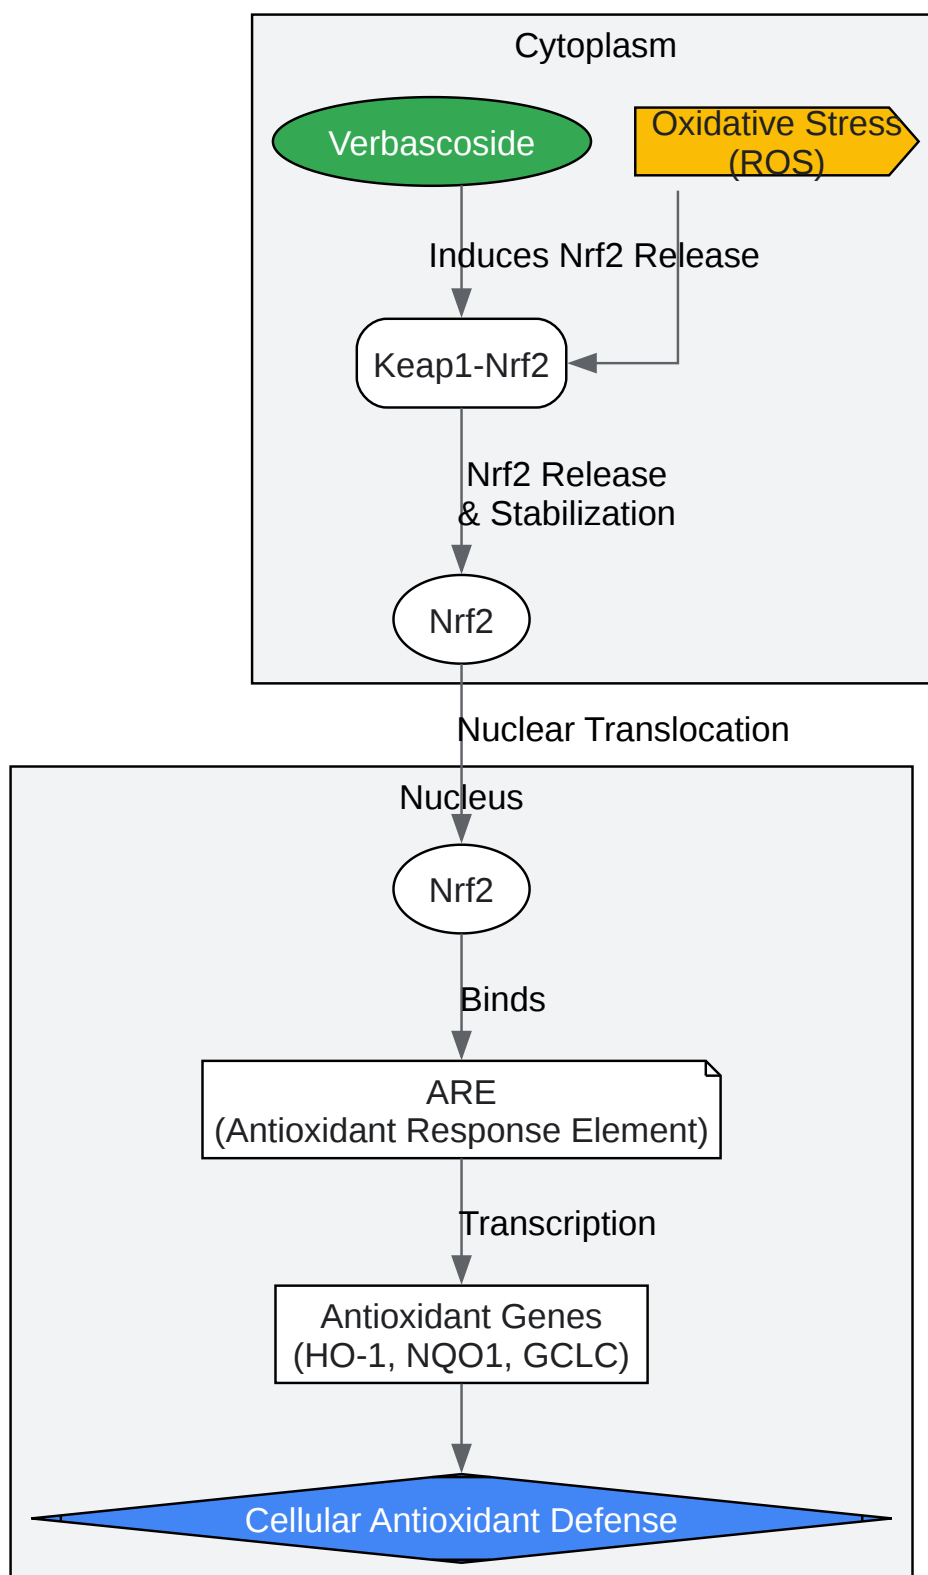 Cytoplasm
Verbascoside
Oxidative Stress
(ROS)
Induces Nrf2 Release
Keap1-Nrf2
Nrf2 Release
& Stabilization
Nrf2
Nuclear Translocation
Nucleus
Nrf2
Binds
ARE
(Antioxidant Response Element)
Transcription
Antioxidant Genes
(HO-1, NQO1, GCLC)
Cellular Antioxidant Defense